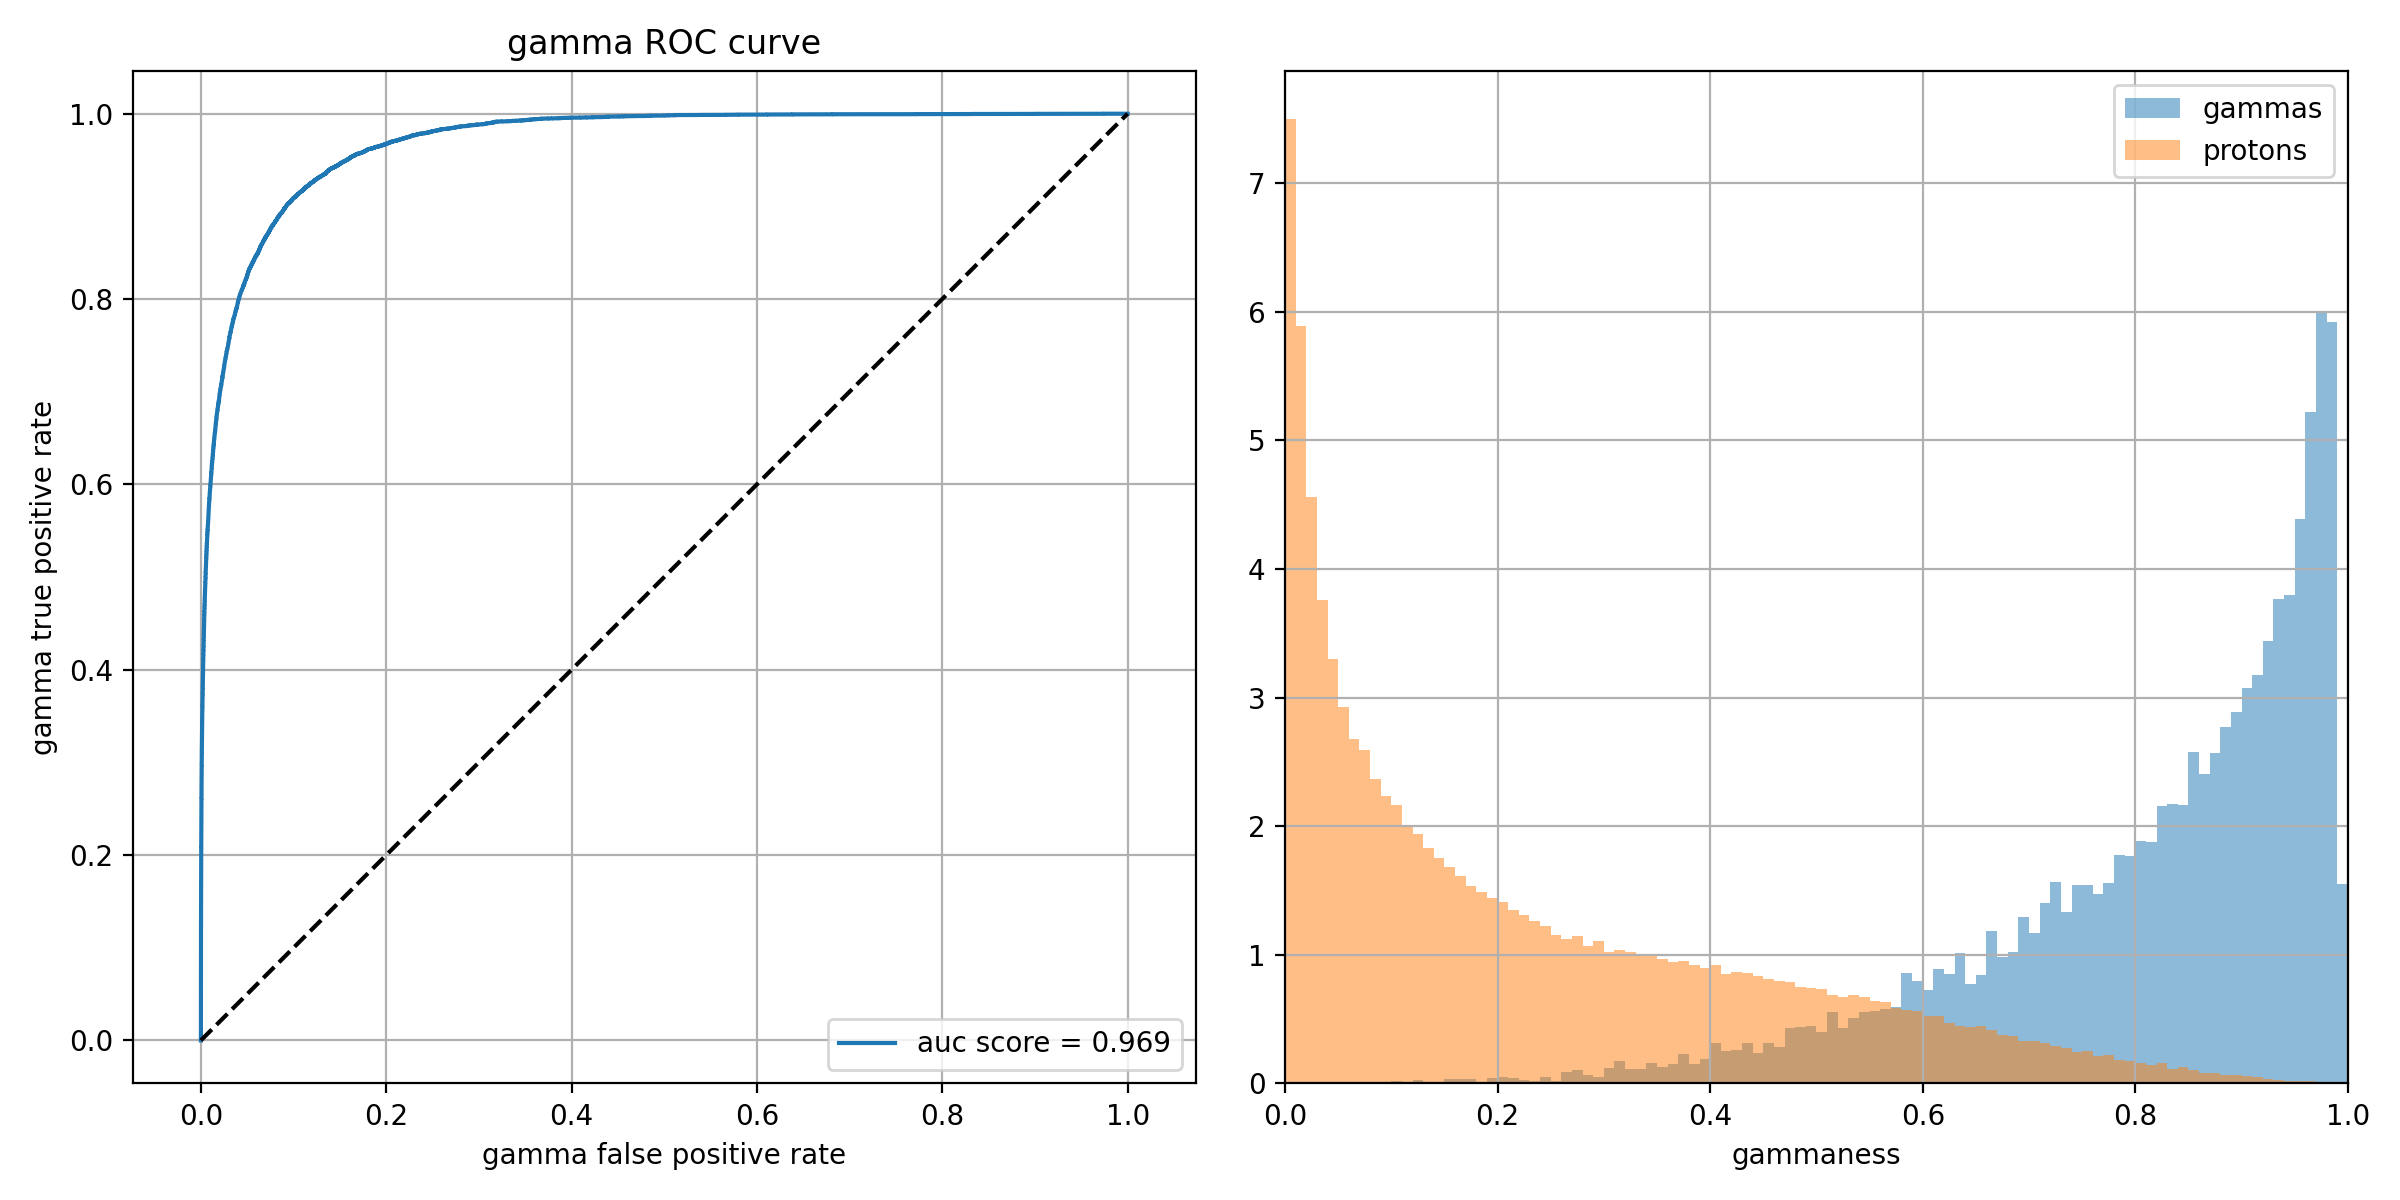 gamma ROC curve
gamma true positive rate
1.0
0.8
0.6
0.4
0.2
0.0
auc score = 0.969
0.0 0.2 0.4 0.6 0.8 1.0
gamma false positive rate
gammas
protons
7
6
5
4
3
2
1
0
0.0 0.2 0.4 0.6 0.8 1.0
gammaness